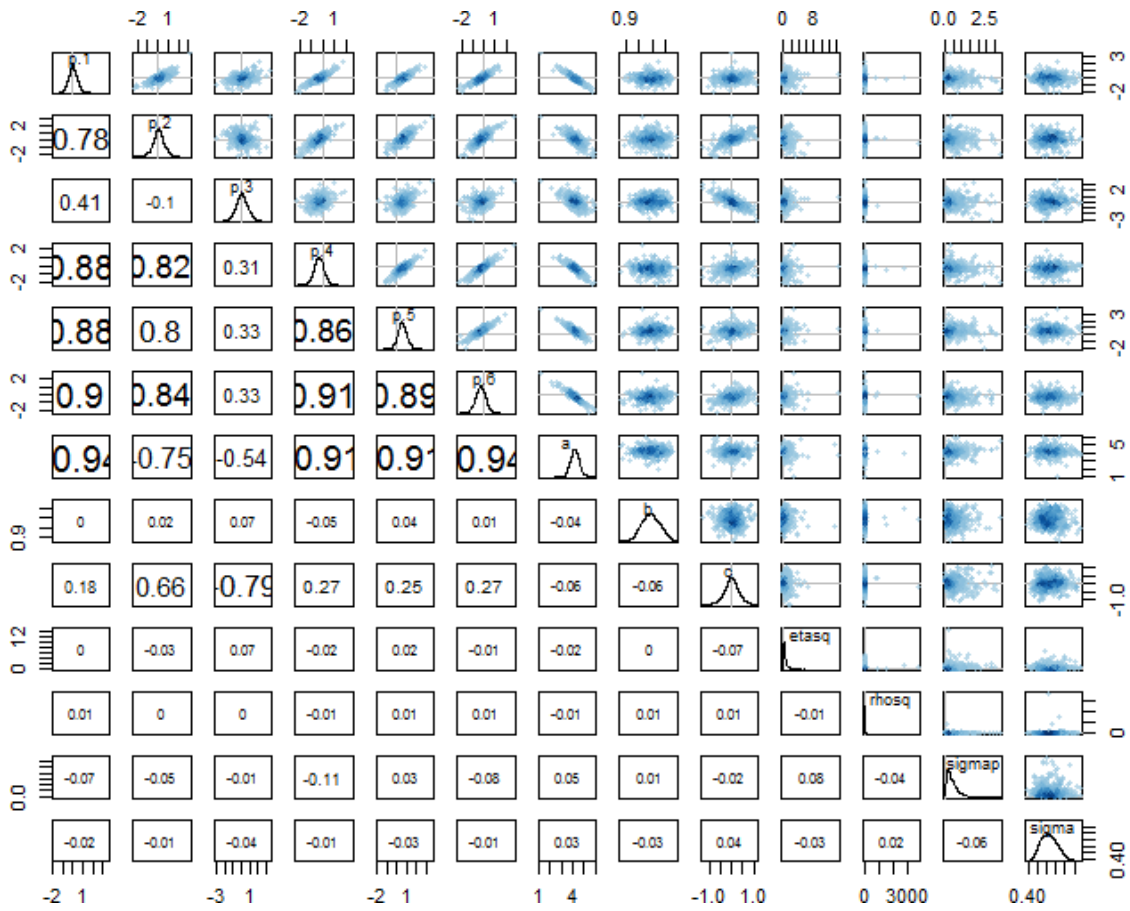 -2 1 -2 1 0.9 0 8 0.0 2.5
p.1 -2 3
-2 2 0.78 p.2
0.41 -0.1 p.3 -3 2
-2 2 0.88 0.82 0.31 p.4
0.88 0.8 0.33 0.86 p.5 -2 3
-2 2 0.9 0.84 0.33 0.91 0.89 p.6
0.94 -0.75 -0.54 0.91 0.91 0.94 a 1 5
0.9 0 0.02 0.07 -0.05 0.04 0.01 -0.04 b
0.18 0.66 -0.79 0.27 0.25 0.27 -0.06 -0.06 c -1.0
0 12 0 -0.03 0.07 -0.02 0.02 -0.01 -0.02 0 -0.07 etasq
0.01 0 0 -0.01 0.01 0.01 -0.01 0.01 0.01 -0.01 rhosq 0
0.0 -0.07 -0.05 -0.01 -0.11 0.03 -0.08 0.05 0.01 -0.02 0.08 -0.04 sigmap
-0.02 -0.01 -0.04 -0.01 -0.03 -0.01 0.03 -0.03 0.04 -0.03 0.02 -0.06 sigma 0.40
-2 1 -3 1 -2 1 1 4 -1.0 1.0 0 3000 0.40